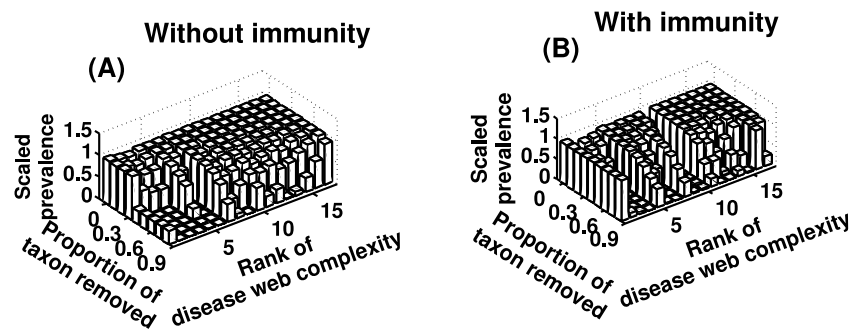 Without immunity
(A)
Scaled
prevalence
1.5
1
0.5
0
0
0.3
0.6
0.9
Proportion of
taxon removed
5
10
15
Rank of
disease web complexity
With immunity
(B)
Scaled
prevalence
1.5
1
0.5
0
0
0.3
0.6
0.9
Proportion of
taxon removed
5
10
15
Rank of
disease web complexity